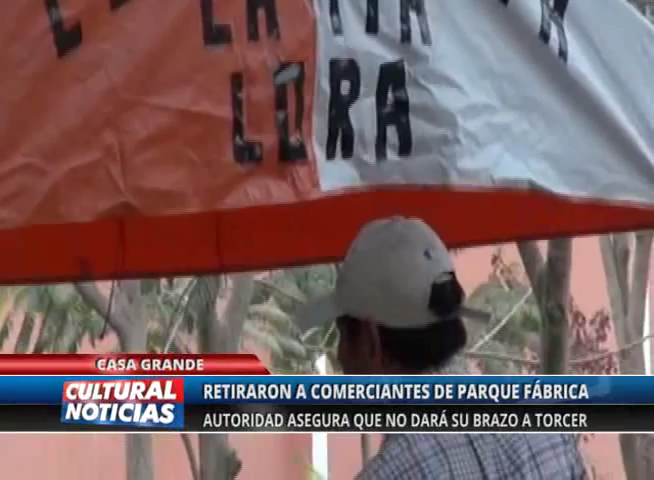 LA
LORA
CASA GRANDE
CULTURAL
NOTICIAS
RETIRARON A COMERCIANTES DE PARQUE FÁBRICA
AUTORIDAD ASEGURA QUE NO DARÁ SU BRAZO A TORCER